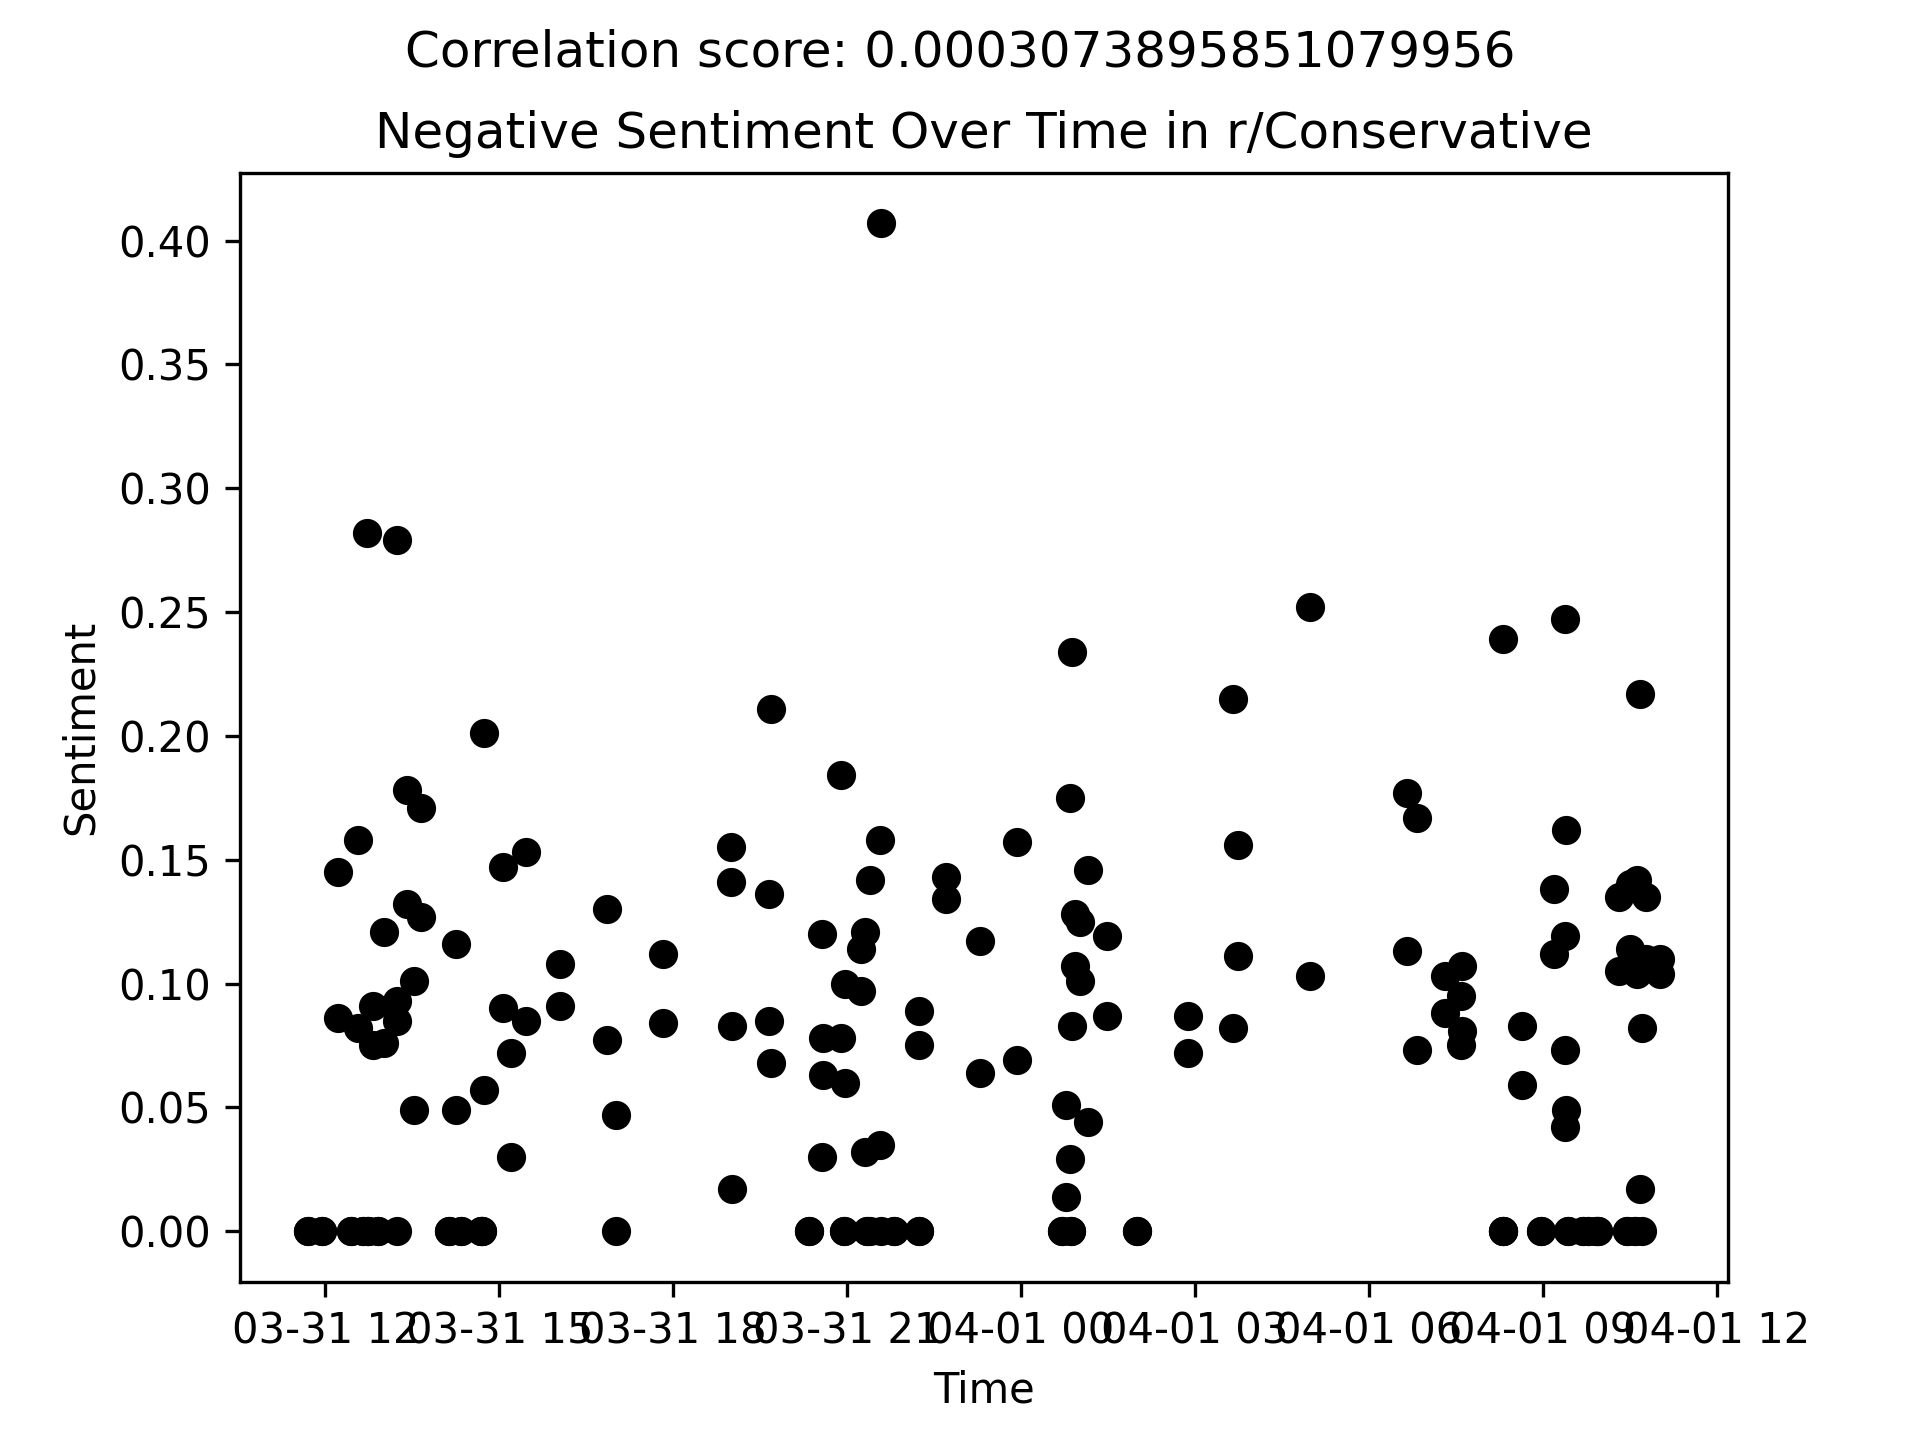 Correlation score: 0.0003073895851079956
Negative Sentiment Over Time in r/Conservative
0.40
0.35
0.30
0.25
0.20
0.15
0.10
0.05
0.00
Sentiment
03-31 12 03-31 15 03-31 18 03-31 21 04-01 00 04-01 03 04-01 06 04-01 09 04-01 12
Time